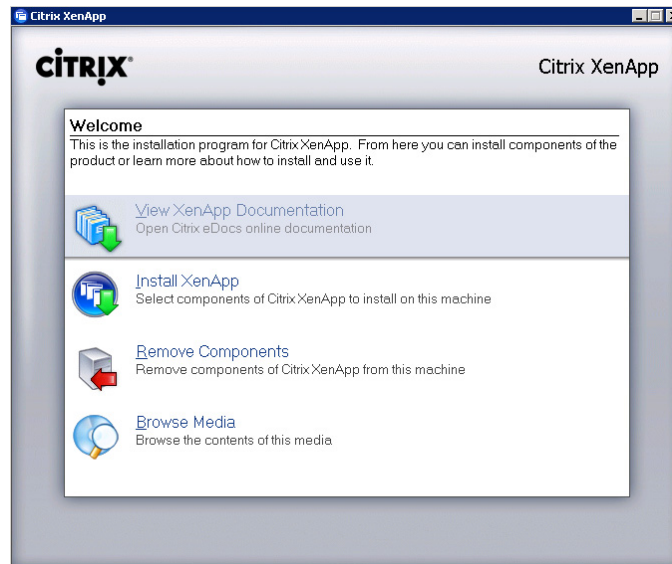 Citrix XenApp
CİTRIX®
Citrix XenApp
Welcome
This is the installation program for Citrix XenApp. From here you can install components of the
product or learn more about how to install and use it.
View XenApp Documentation
Open Citrix eDocs online documentation
Install XenApp
Select components of Citrix XenApp to install on this machine
Remove Components
Remove components of Citrix XenApp from this machine
Browse Media
Browse the contents of this media